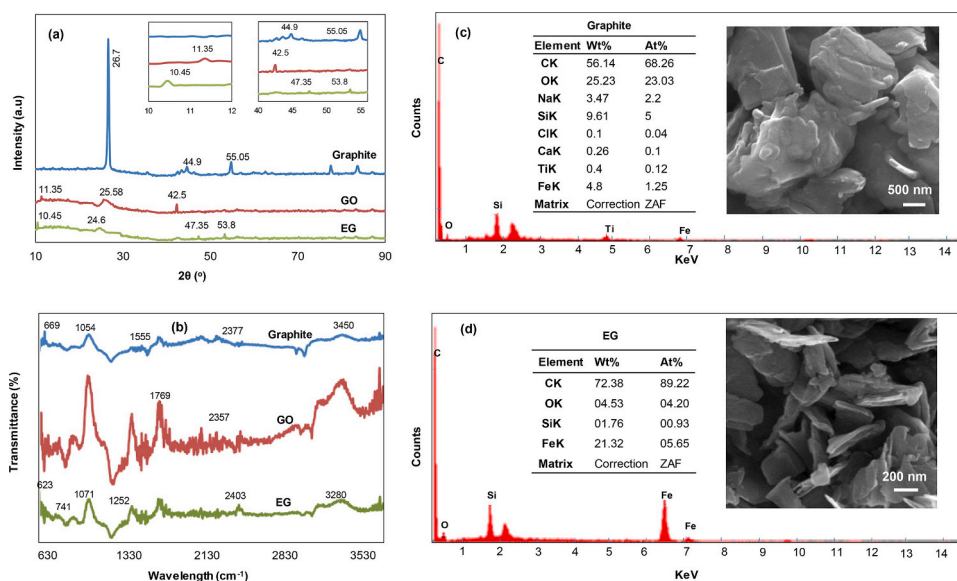 (a)
26.7
11.35
10.45
10 11 12
44.9 55.05
42.5
47.35 53.8
40 45 50 55
Graphite
44.9
55.05
11.35
25.58
42.5
GO
10.45
24.6
47.35 53.8
EG
10 20 30 40 50 60 70 80 90
2θ (º)
Intensity (a.u)
(b)
669
1054
1555
Graphite
2377
3450
1769
GO
2357
623
741
1071
1252
EG
2403
3280
630 1330 2130 2830 3530
Wavelength (cm-1)
Transmittance (%)
(c)
Graphite
Element Wt% At%
CK 56.14 68.26
OK 25.23 23.03
NaK 3.47 2.2
SiK 9.61 5
ClK 0.1 0.04
CaK 0.26 0.1
TiK 0.4 0.12
FeK 4.8 1.25
Matrix Correction ZAF
500 nm
C
O
Si
Ti
Fe
1 2 3 4 5 6 7 8 9 10 11 12 13 14
KeV
Counts
(d)
EG
Element Wt% At%
CK 72.38 89.22
OK 04.53 04.20
SiK 01.76 00.93
FeK 21.32 05.65
Matrix Correction ZAF
200 nm
C
O
Si
Fe
Fe
1 2 3 4 5 6 7 8 9 10 11 12 13 14
KeV
Counts